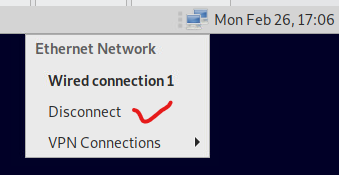 Mon Feb 26, 17:06
Ethernet Network
Wired connection 1
Disconnect
VPN Connections